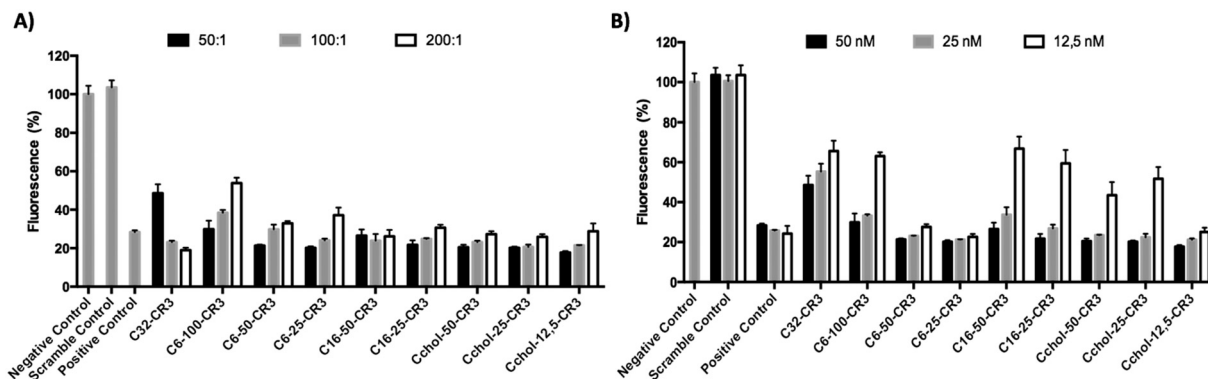 A)
50:1 100:1 200:1
Fluorescence (%)
120
100
80
60
40
20
0
Negative Control
Scramble Control
Positive Control
C32-CR3
C6-100-CR3
C6-50-CR3
C6-25-CR3
C16-50-CR3
C16-25-CR3
Cchol-50-CR3
Cchol-25-CR3
Cchol-12,5-CR3
B)
50 nM 25 nM 12,5 nM
Fluorescence (%)
120
100
80
60
40
20
0
Negative Control
Scramble Control
Positive Control
C32-CR3
C6-100-CR3
C6-50-CR3
C6-25-CR3
C16-50-CR3
C16-25-CR3
Cchol-50-CR3
Cchol-25-CR3
Cchol-12,5-CR3